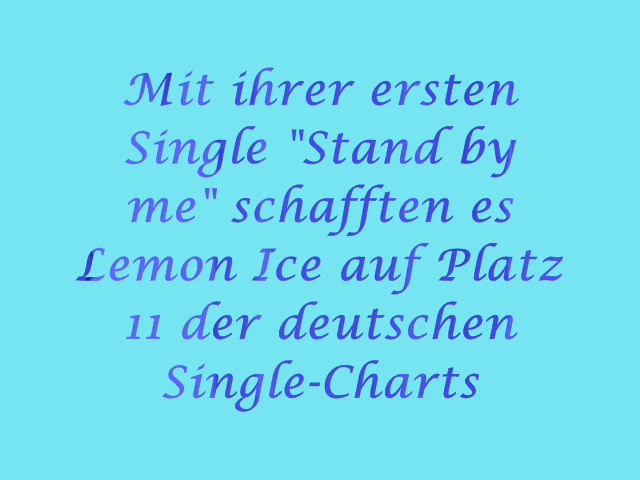 Mit ihrer ersten
Single "Stand by
me" schafften es
Lemon Ice auf Platz
11 der deutschen
Single-Charts